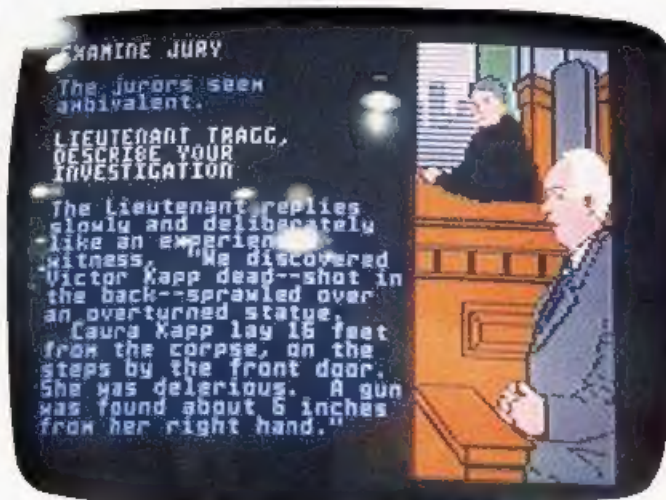 EXAMINE JURY
The jurors seem
ambivalent.
LIEUTENANT TRAGG,
DESCRIBE YOUR
INVESTIGATION
The Lieutenant replies
slowly and deliberately
like an experien
witness, "We discovered
Victor Kapp dead--shot in
the back--sprawled over
an overturned statue.
Laura Kapp lay 16 feet
from the corpse, on the
steps by the front door.
She was delerious. A gun
was found about 6 inches
from her right hand."